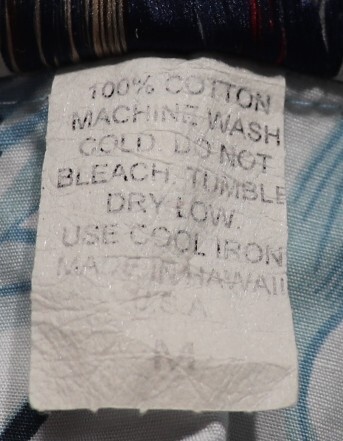 100% COTTON
MACHINE WASH
COLD. DO NOT
BLEACH. TUMBLE
DRY LOW.
USE COOL IRON
MADE IN HAWAII
U.S.A.
M